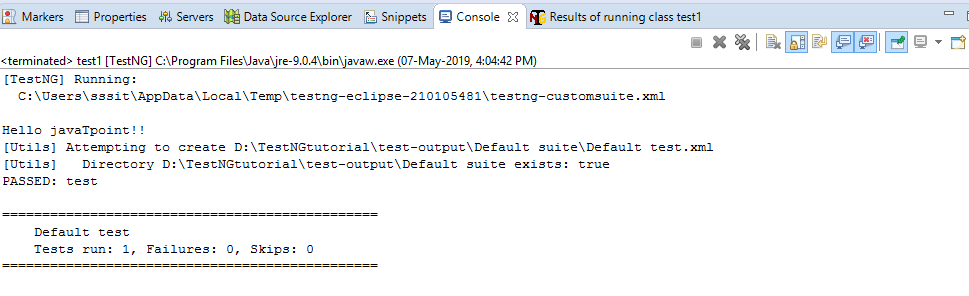 Markers Properties Servers Data Source Explorer Snippets Console Results of running class test1
<terminated> test1 [TestNG] C:\Program Files\Java\jre-9.0.4\bin\javaw.exe (07-May-2019, 4:04:42 PM)
[TestNG] Running:
C:\Users\sssit\AppData\Local\Temp\testng-eclipse-210105481\testng-customsuite.xml
Hello javaTpoint!!
[Utils] Attempting to create D:\TestNGtutorial\test-output\Default suite\Default test.xml
[Utils]   Directory D:\TestNGtutorial\test-output\Default suite exists: true
PASSED: test
===============================================
Default test
Tests run: 1, Failures: 0, Skips: 0
===============================================